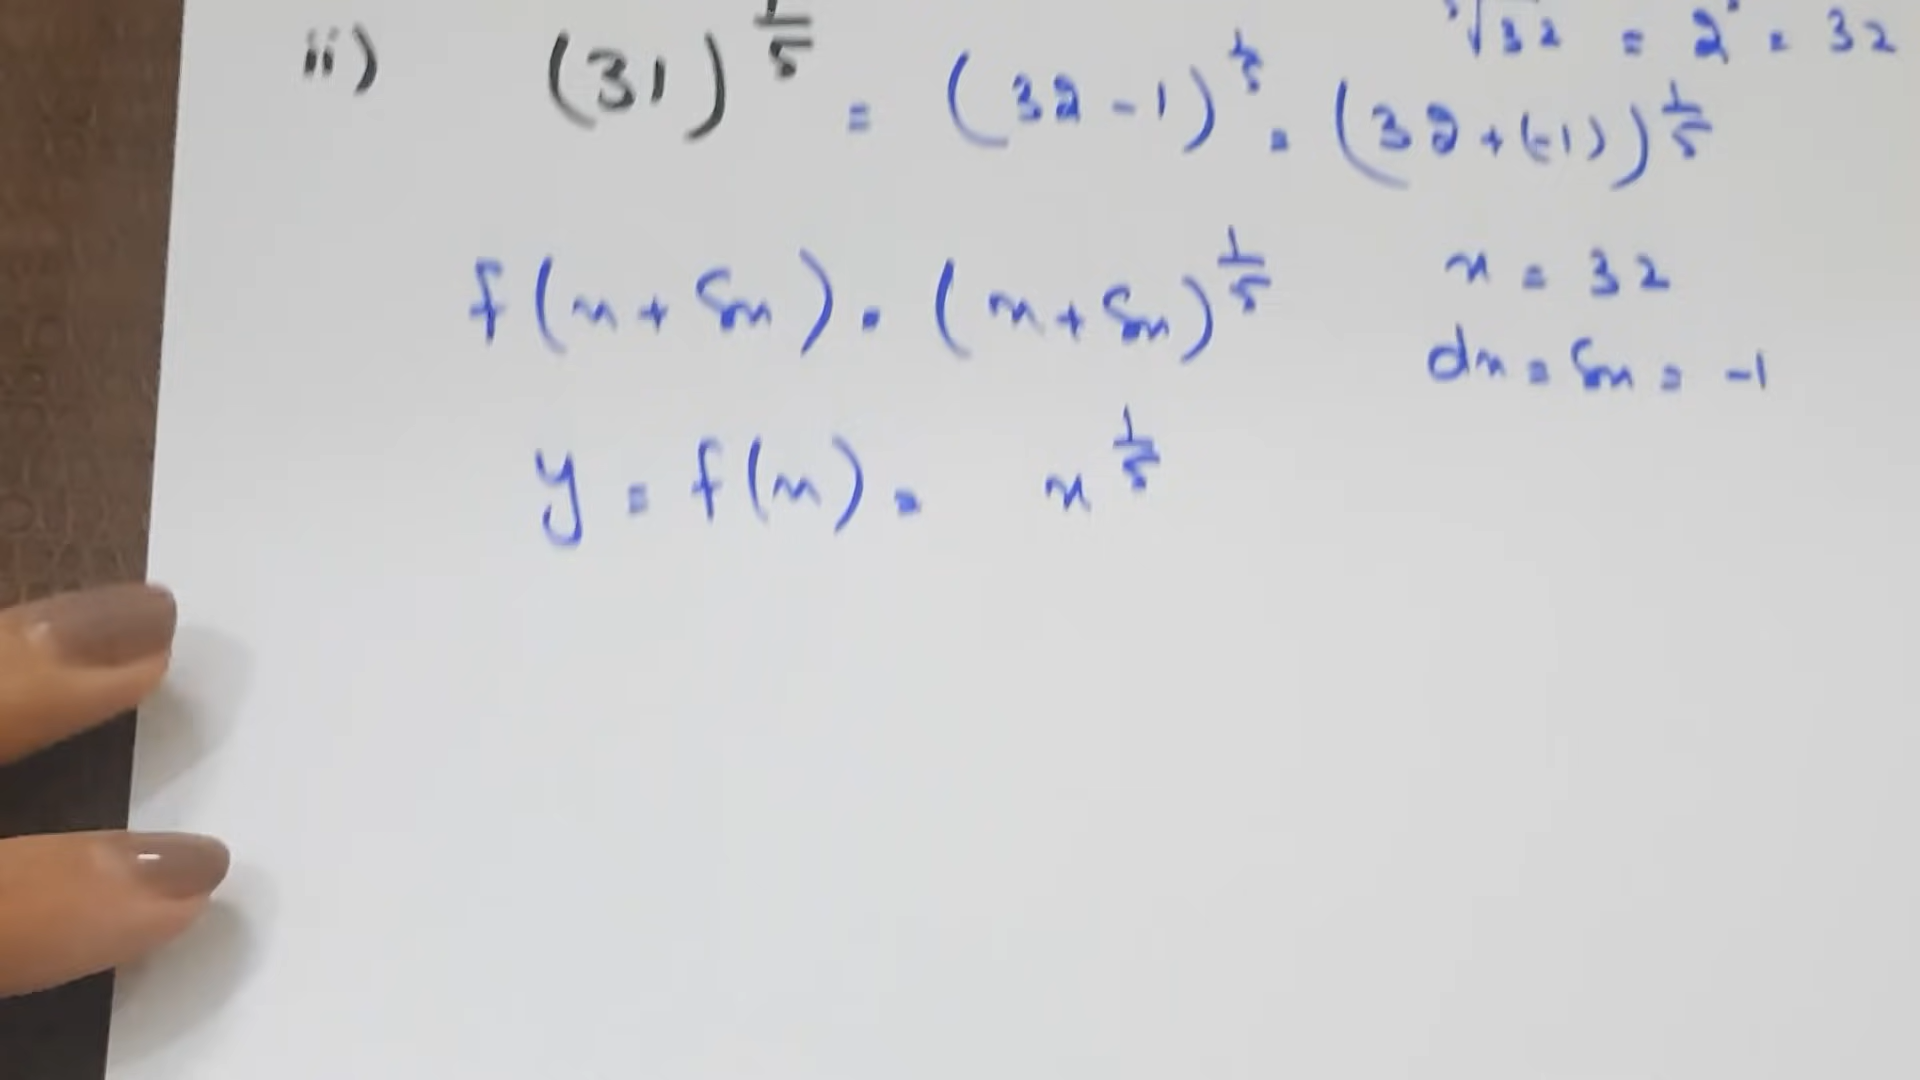 ⁵√32 = 2⁵ = 32
ii) (31)^(1/5) = (32 - 1)^(1/5) = (32 + (-1))^(1/5)
f(x + δx) = (x + δx)^(1/5) x = 32
dx = δx = -1
y = f(x) = x^(1/5)